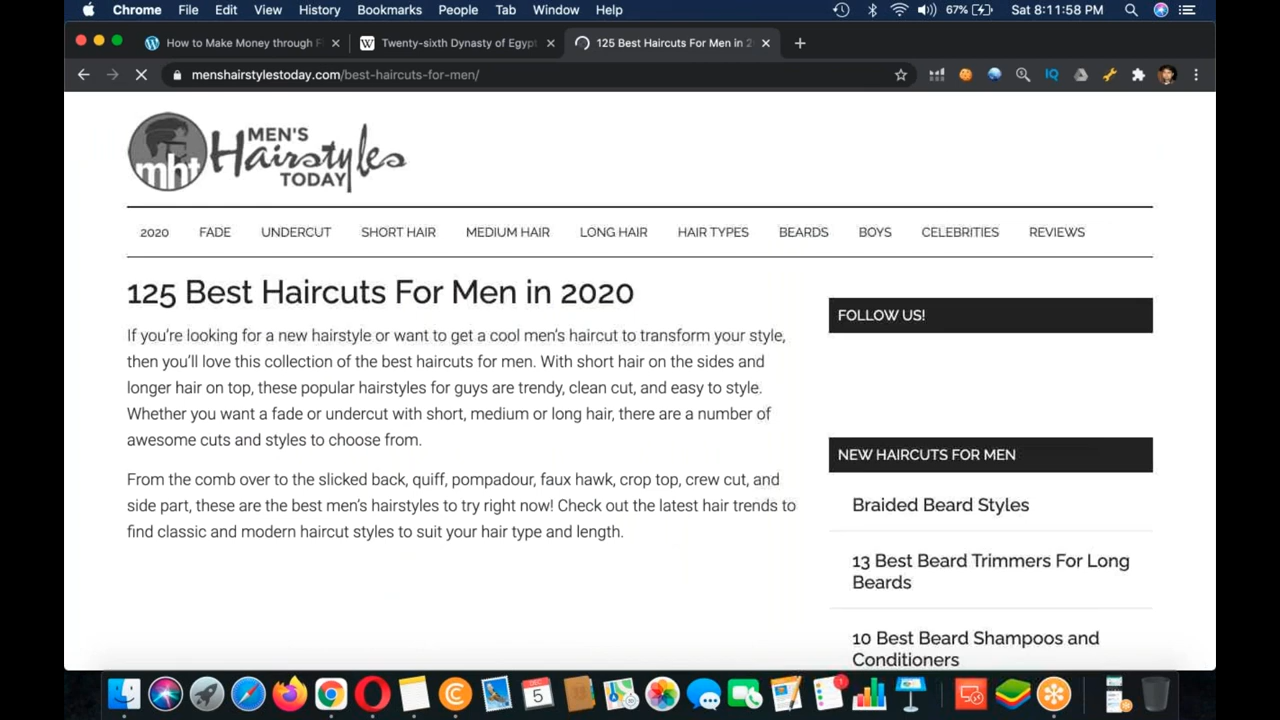 Chrome File Edit View History Bookmarks People Tab Window Help 67% Sat 8:11:58 PM
How to Make Money through F
W Twenty-sixth Dynasty of Egypt
125 Best Haircuts For Men in 2
menshairstylestoday.com/best-haircuts-for-men/
IQ
mht MEN'S
Hairstyles
TODAY
2020 FADE UNDERCUT SHORT HAIR MEDIUM HAIR LONG HAIR HAIR TYPES BEARDS BOYS CELEBRITIES REVIEWS
125 Best Haircuts For Men in 2020
If you’re looking for a new hairstyle or want to get a cool men’s haircut to transform your style,
then you’ll love this collection of the best haircuts for men. With short hair on the sides and
longer hair on top, these popular hairstyles for guys are trendy, clean cut, and easy to style.
Whether you want a fade or undercut with short, medium or long hair, there are a number of
awesome cuts and styles to choose from.
From the comb over to the slicked back, quiff, pompadour, faux hawk, crop top, crew cut, and
side part, these are the best men’s hairstyles to try right now! Check out the latest hair trends to
find classic and modern haircut styles to suit your hair type and length.
FOLLOW US!
NEW HAIRCUTS FOR MEN
Braided Beard Styles
13 Best Beard Trimmers For Long
Beards
10 Best Beard Shampoos and
Conditioners
DEC
5
1